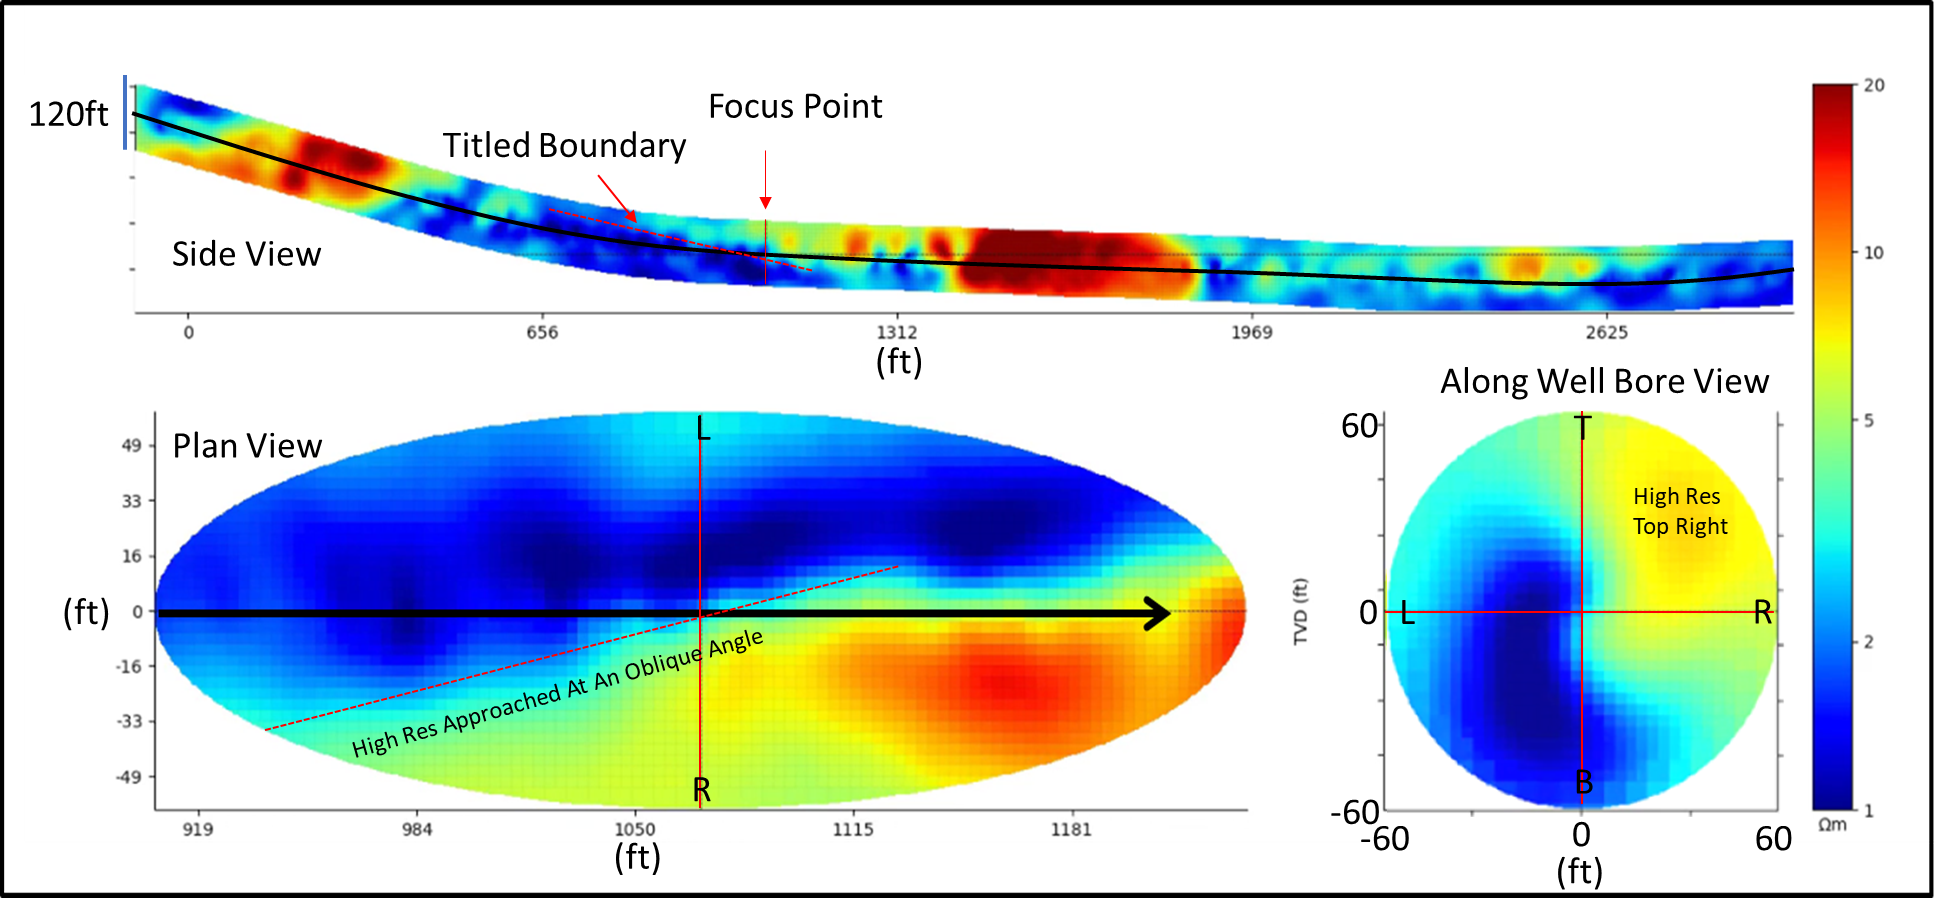 120ft
Focus Point
Titled Boundary
Side View
0
656
1312
1969
2625
(ft)
20
10
5
2
1
Ωm
Plan View
L
49
33
16
0
-16
-33
-49
(ft)
High Res Approached At An Oblique Angle
R
919
984
1050
1115
1181
(ft)
Along Well Bore View
60
0
-60
TVD (ft)
T
High Res
Top Right
L
R
B
-60
0
60
(ft)